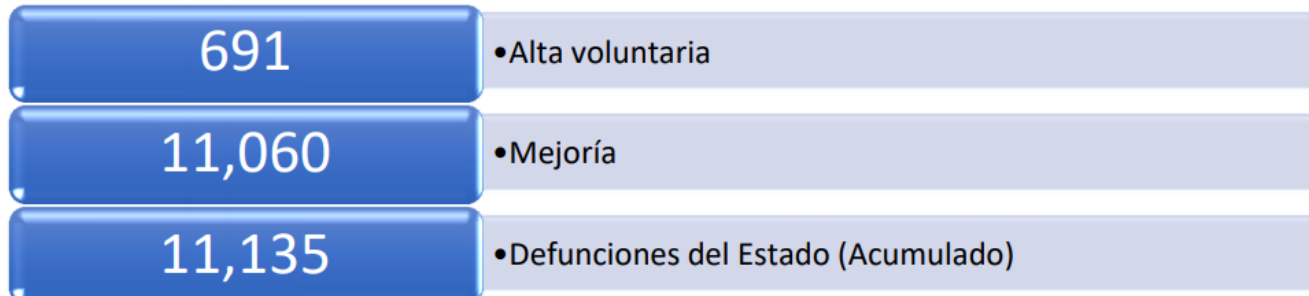 691
•Alta voluntaria
11,060
•Mejoría
11,135
•Defunciones del Estado (Acumulado)